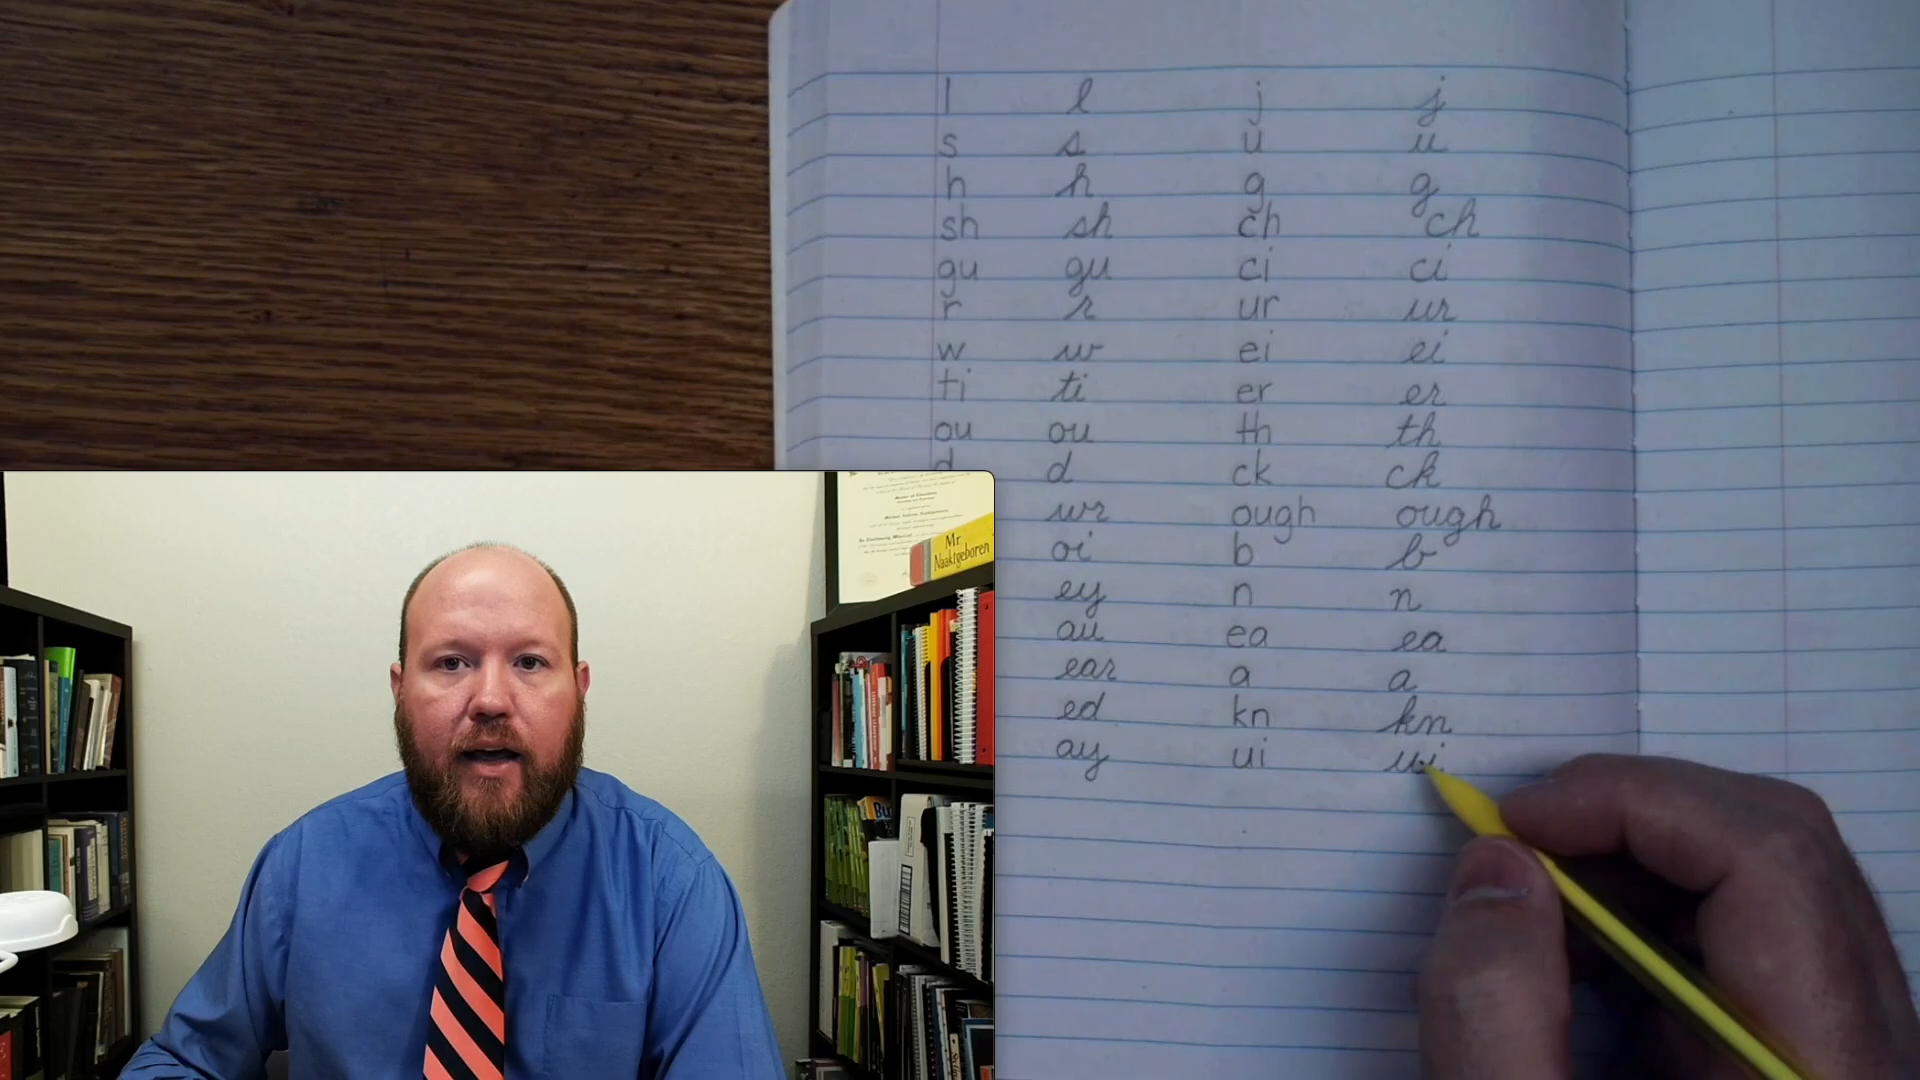 l l j j
s s u u
h h g g
sh sh ch ch
gu gu ci ci
r r ur ur
w w ei ei
ti ti er er
ou ou th th
d d ck ck
wr ough ough
oi b b
ey n n
au ea ea
ear a a
ed kn kn
ay ui ui
Mr
Naaktgeboren